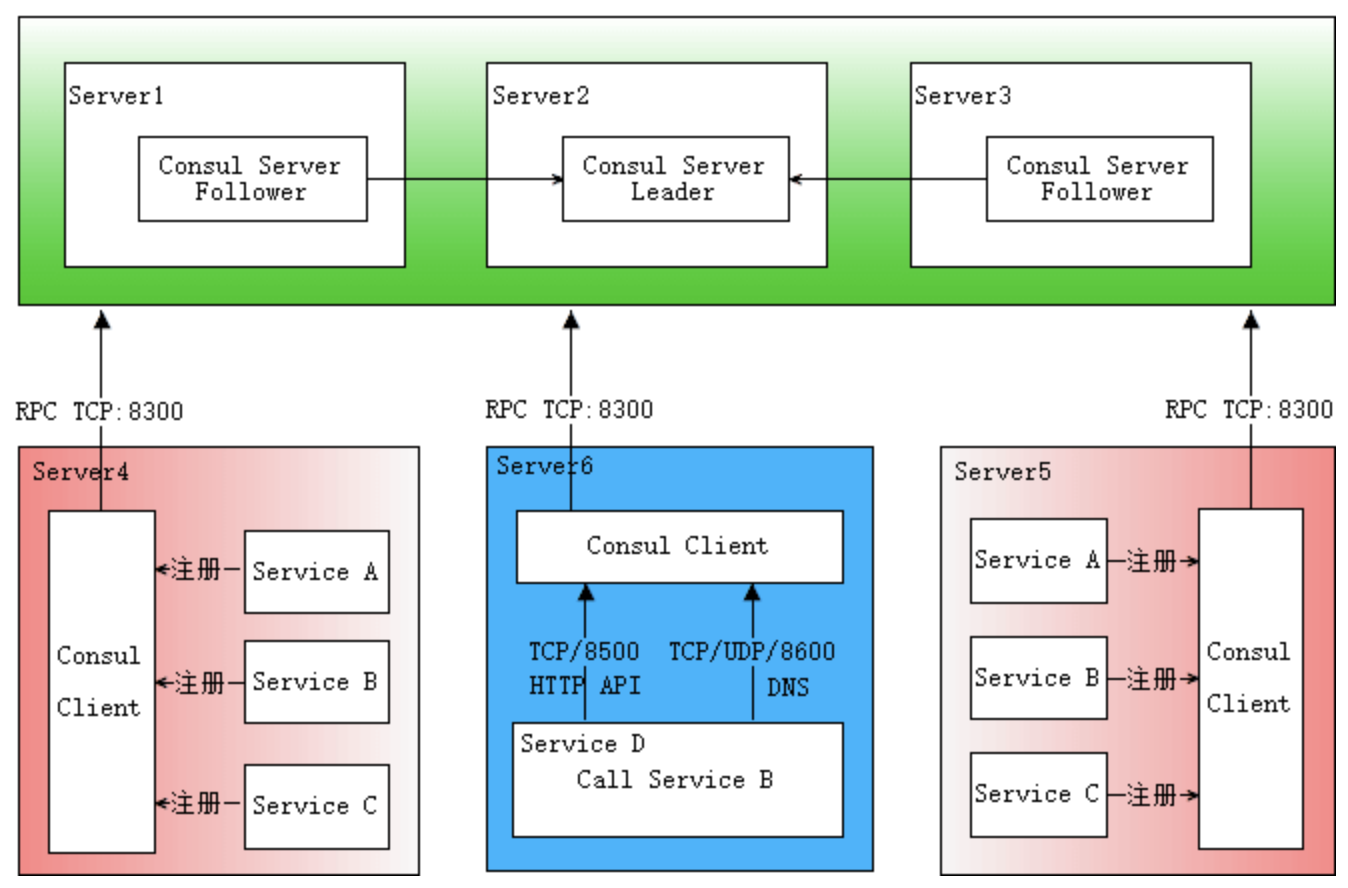 Server1
Consul Server
Follower
Server2
Consul Server
Leader
Server3
Consul Server
Follower
RPC TCP:8300
RPC TCP:8300
RPC TCP:8300
Server4
Consul
Client
注册
Service A
注册
Service B
注册
Service C
Server6
Consul Client
TCP/8500
HTTP API
TCP/UDP/8600
DNS
Service D
Call Service B
Server5
Service A
注册
Service B
注册
Service C
注册
Consul
Client